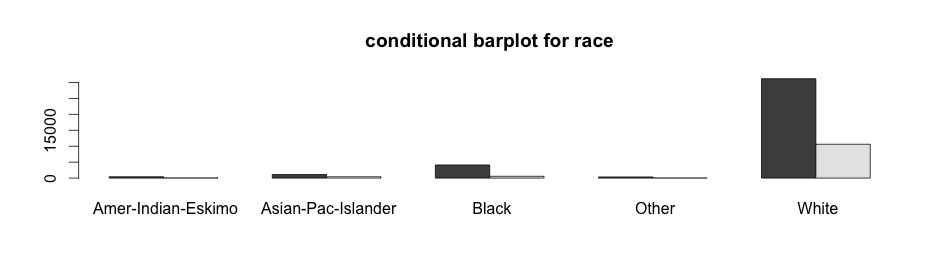 conditional barplot for race
15000
0
Amer-Indian-Eskimo Asian-Pac-Islander Black Other White